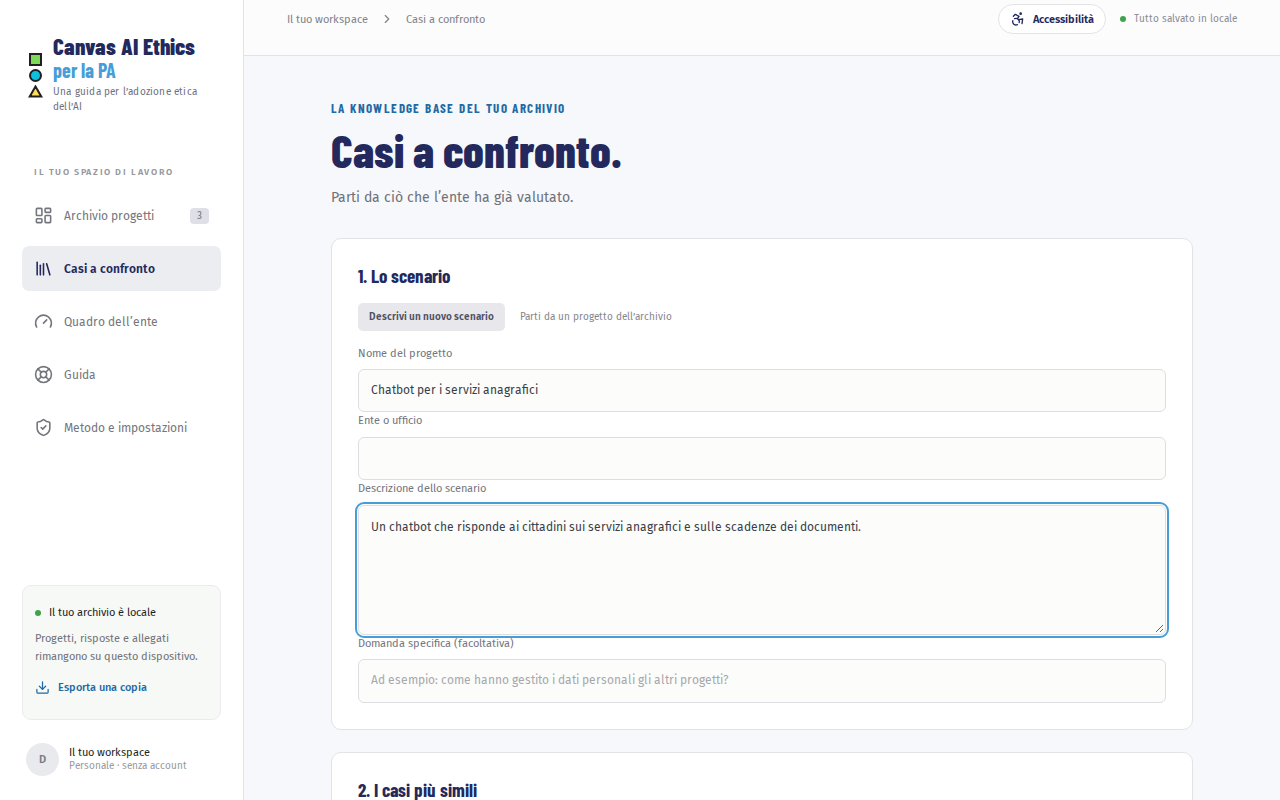 Canvas AI Ethics
per la PA
Una guida per l'adozione etica
dell'AI
IL TUO SPAZIO DI LAVORO
Archivio progetti
3
Casi a confronto
Quadro dell'ente
Guida
Metodo e impostazioni
Il tuo archivio è locale
Progetti, risposte e allegati
rimangono su questo dispositivo.
Esporta una copia
D
Il tuo workspace
Personale · senza account
Il tuo workspace
Casi a confronto
Accessibilità
Tutto salvato in locale
LA KNOWLEDGE BASE DEL TUO ARCHIVIO
Casi a confronto.
Parti da ciò che l'ente ha già valutato.
1. Lo scenario
Descrivi un nuovo scenario
Parti da un progetto dell'archivio
Nome del progetto
Chatbot per i servizi anagrafici
Ente o ufficio
Descrizione dello scenario
Un chatbot che risponde ai cittadini sui servizi anagrafici e sulle scadenze dei documenti.
Domanda specifica (facoltativa)
Ad esempio: come hanno gestito i dati personali gli altri progetti?
2. I casi più simili